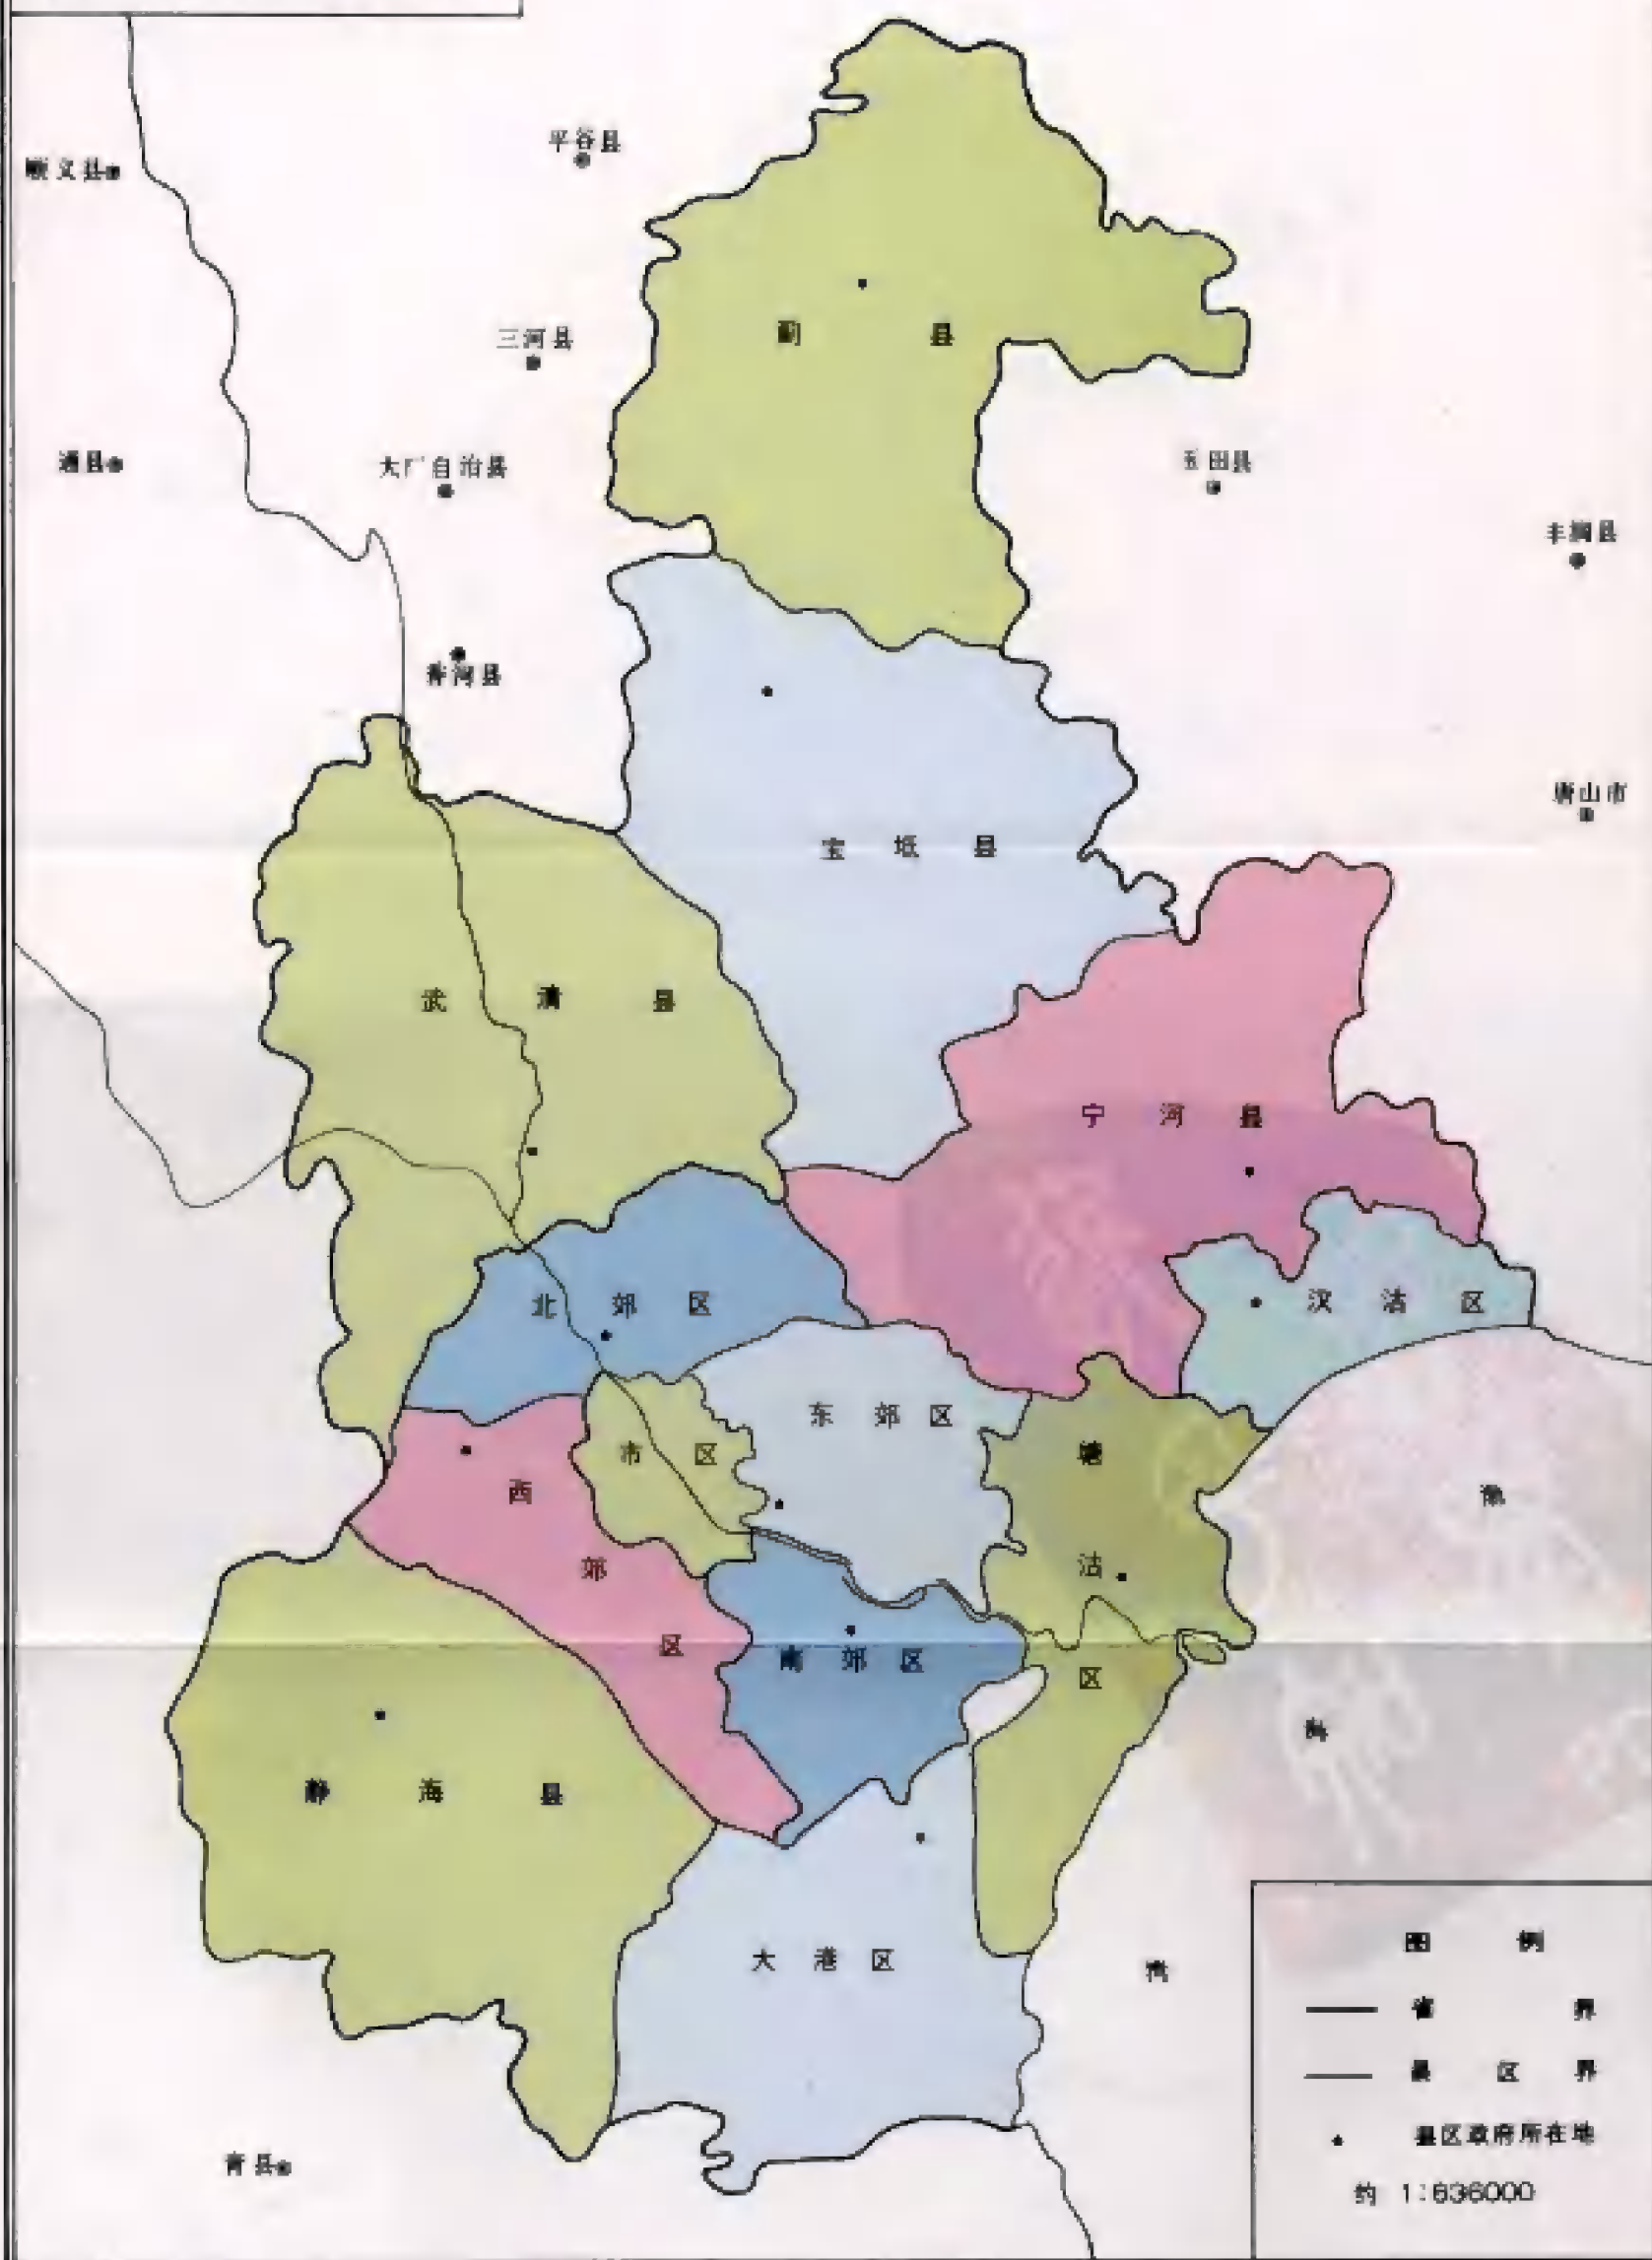 平谷县
顺义县
蓟县
三河县
通县
大厂自治县
玉田县
丰润县
香河县
唐山市
宝坻县
武清县
宁河县
北郊区
汉沽区
东郊区
市区
塘沽区
西郊区
南郊区
渤海湾
静海县
大港区
青县
图例
省界
县区界
县区政府所在地
约 1:636000